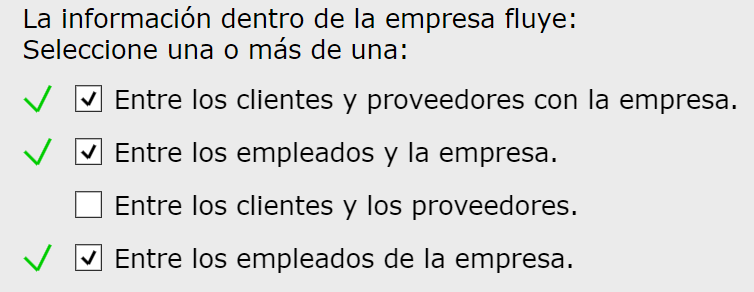 La información dentro de la empresa fluye:
Seleccione una o más de una:
Entre los clientes y proveedores con la empresa.
Entre los empleados y la empresa.
Entre los clientes y los proveedores.
Entre los empleados de la empresa.